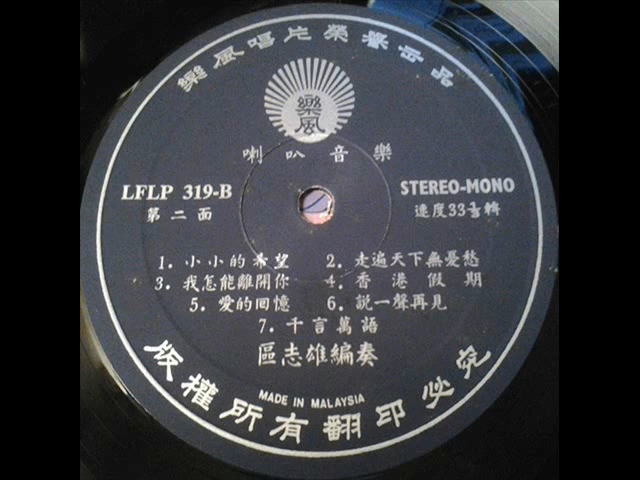 樂風唱片榮譽出品
樂風
喇叭音樂
LFLP 319-B STEREO-MONO
第二面 速度33⅓轉
1. 小小的希望 2. 走遍天下無憂愁
3. 我怎能離開你 4. 香港假期
5. 愛的回憶 6. 說一聲再見
7. 千言萬語
區志雄編奏
MADE IN MALAYSIA
版權所有翻印必究